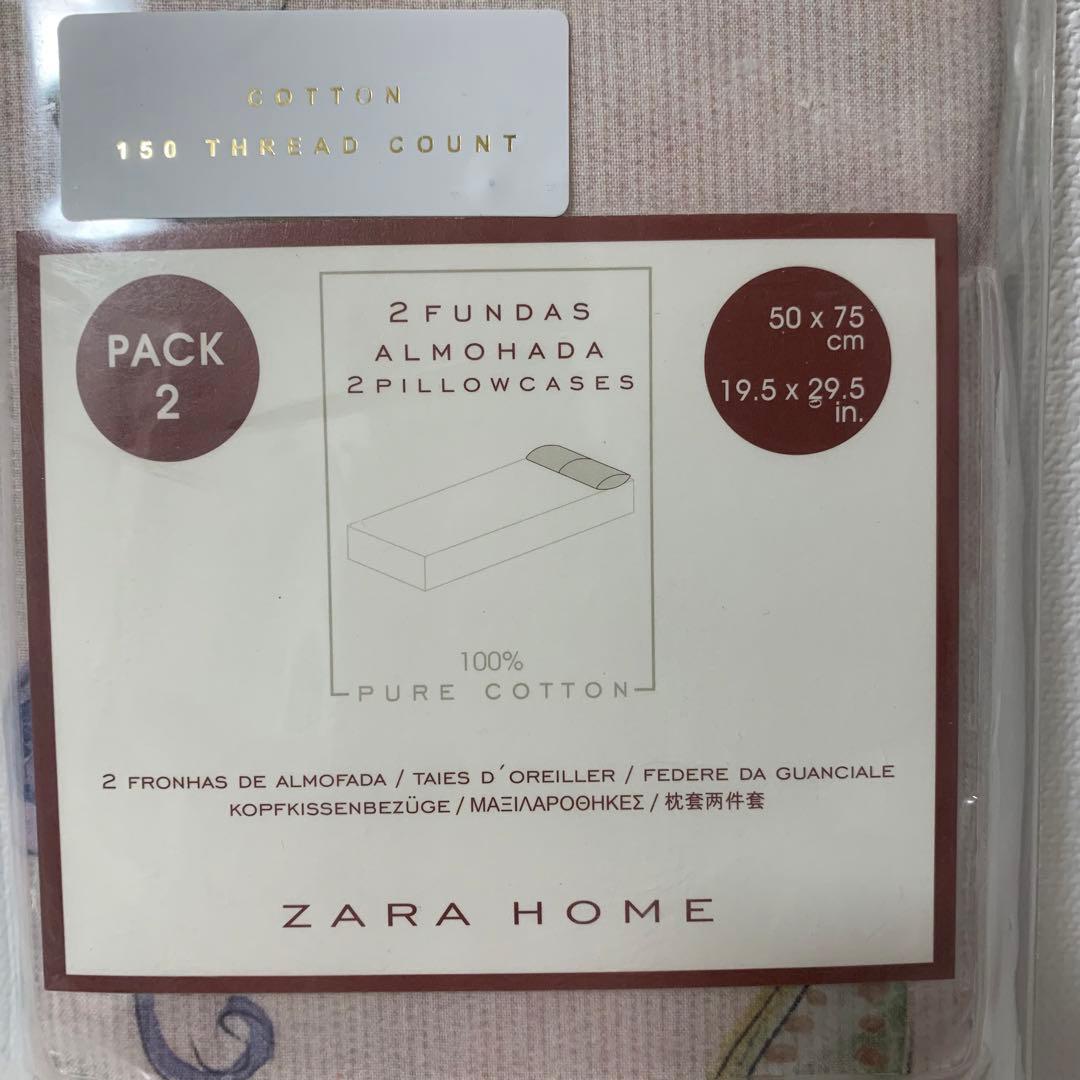 COTTON
150 THREAD COUNT
PACK
2
2 FUNDAS
ALMOHADA
2 PILLOWCASES
50 x 75
cm
19.5 x 29.5
in.
100%
PURE COTTON
2 FRONHAS DE ALMOFADA / TAIES D´OREILLER / FEDERE DA GUANCIALE
KOPFKISSENBEZÜGE / ΜΑΞΙΛΑΡΟΘΗΚΕΣ / 枕套两件套
ZARA HOME